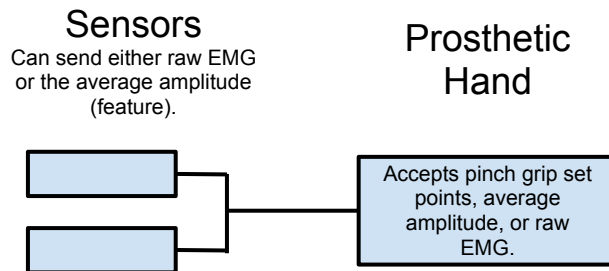 Sensors
Can send either raw EMG
or the average amplitude
(feature).
Prosthetic
Hand
Accepts pinch grip set
points, average
amplitude, or raw
EMG.